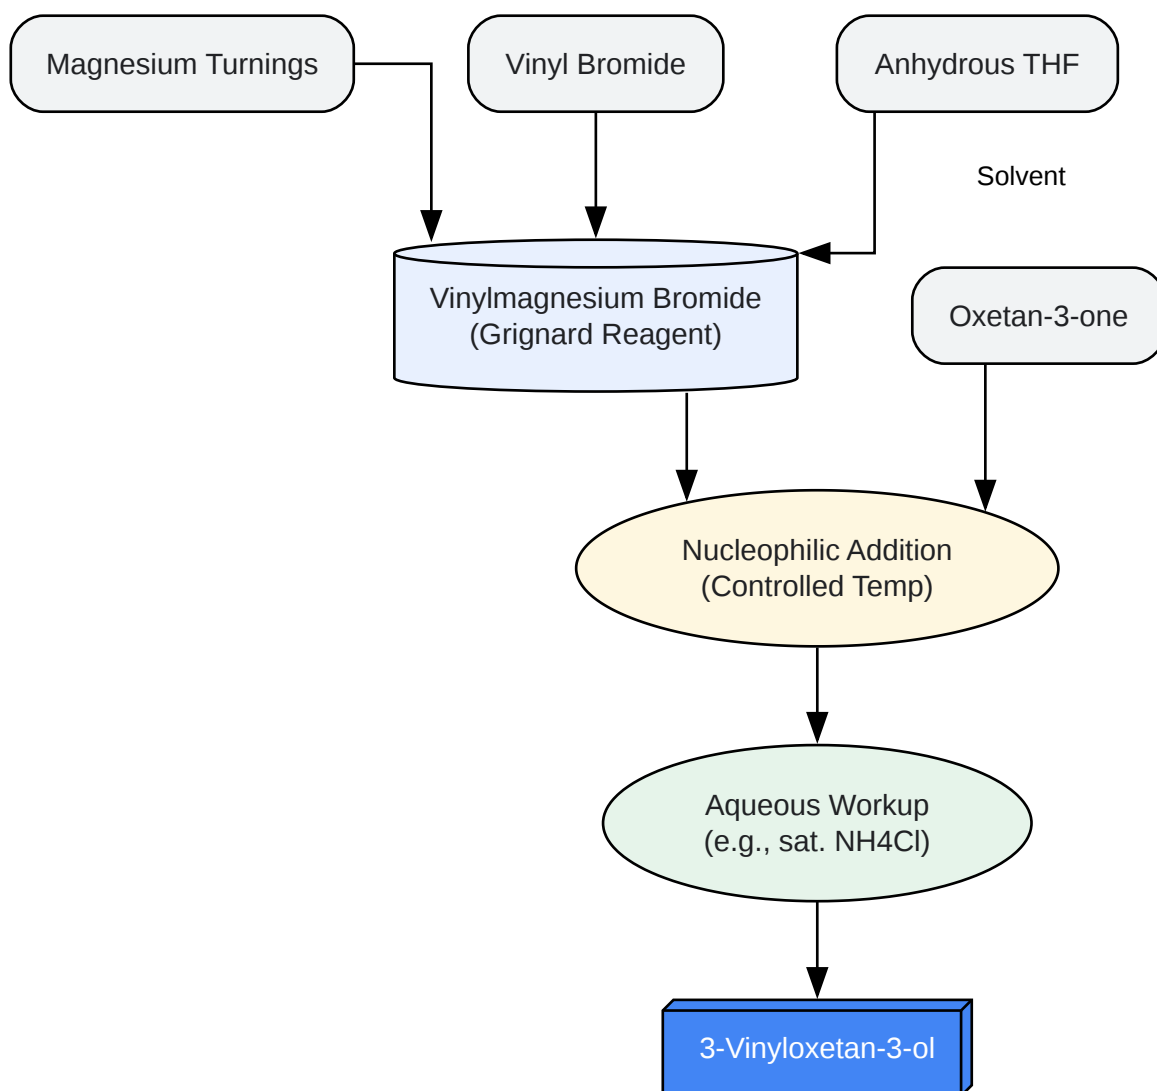 Magnesium Turnings
Vinyl Bromide
Anhydrous THF
Solvent
Vinylmagnesium Bromide
(Grignard Reagent)
Oxetan-3-one
Nucleophilic Addition
(Controlled Temp)
Aqueous Workup
(e.g., sat. NH4Cl)
3-Vinyloxetan-3-ol